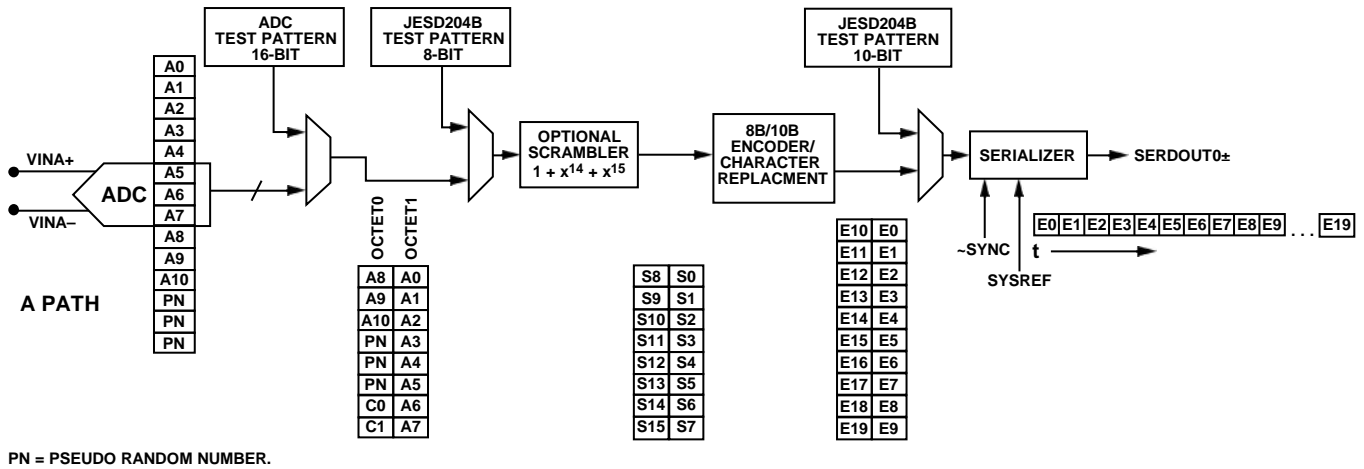 ADC
TEST PATTERN
16-BIT
JESD204B
TEST PATTERN
8-BIT
JESD204B
TEST PATTERN
10-BIT
A0
A1
A2
A3
A4
A5
A6
A7
A8
A9
A10
PN
PN
PN
VINA+
ADC
VINA–
A PATH
OPTIONAL
SCRAMBLER
1 + x14 + x15
8B/10B
ENCODER/
CHARACTER
REPLACMENT
SERIALIZER
SERDOUT0±
~SYNC
SYSREF
E0 E1 E2 E3 E4 E5 E6 E7 E8 E9 . . . E19
t
OCTET0 OCTET1
A8 A0
A9 A1
A10 A2
PN A3
PN A4
PN A5
C0 A6
C1 A7
S8 S0
S9 S1
S10 S2
S11 S3
S12 S4
S13 S5
S14 S6
S15 S7
E10 E0
E11 E1
E12 E2
E13 E3
E14 E4
E15 E5
E16 E6
E17 E7
E18 E8
E19 E9
PN = PSEUDO RANDOM NUMBER.